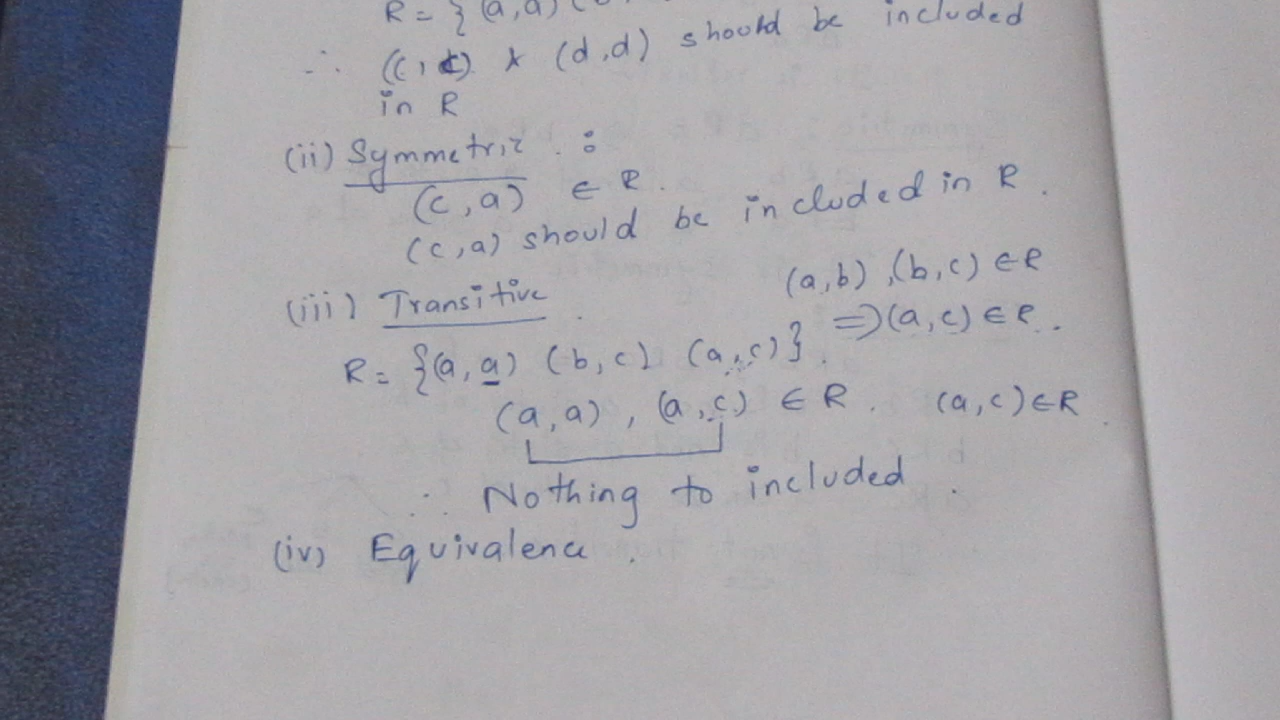 R = { (a,a) (
∴ (c, c) & (d,d) should be included
in R
(ii) Symmetric :
(c,a) ∈ R.
(c,a) should be included in R.
(iii) Transitive. (a,b), (b,c) ∈ R
⇒ (a,c) ∈ R.
R = {(a,a) (b,c) (a,c)}.
(a,a), (a,c) ∈ R. (a,c) ∈ R
∴ Nothing to included.
(iv) Equivalence.